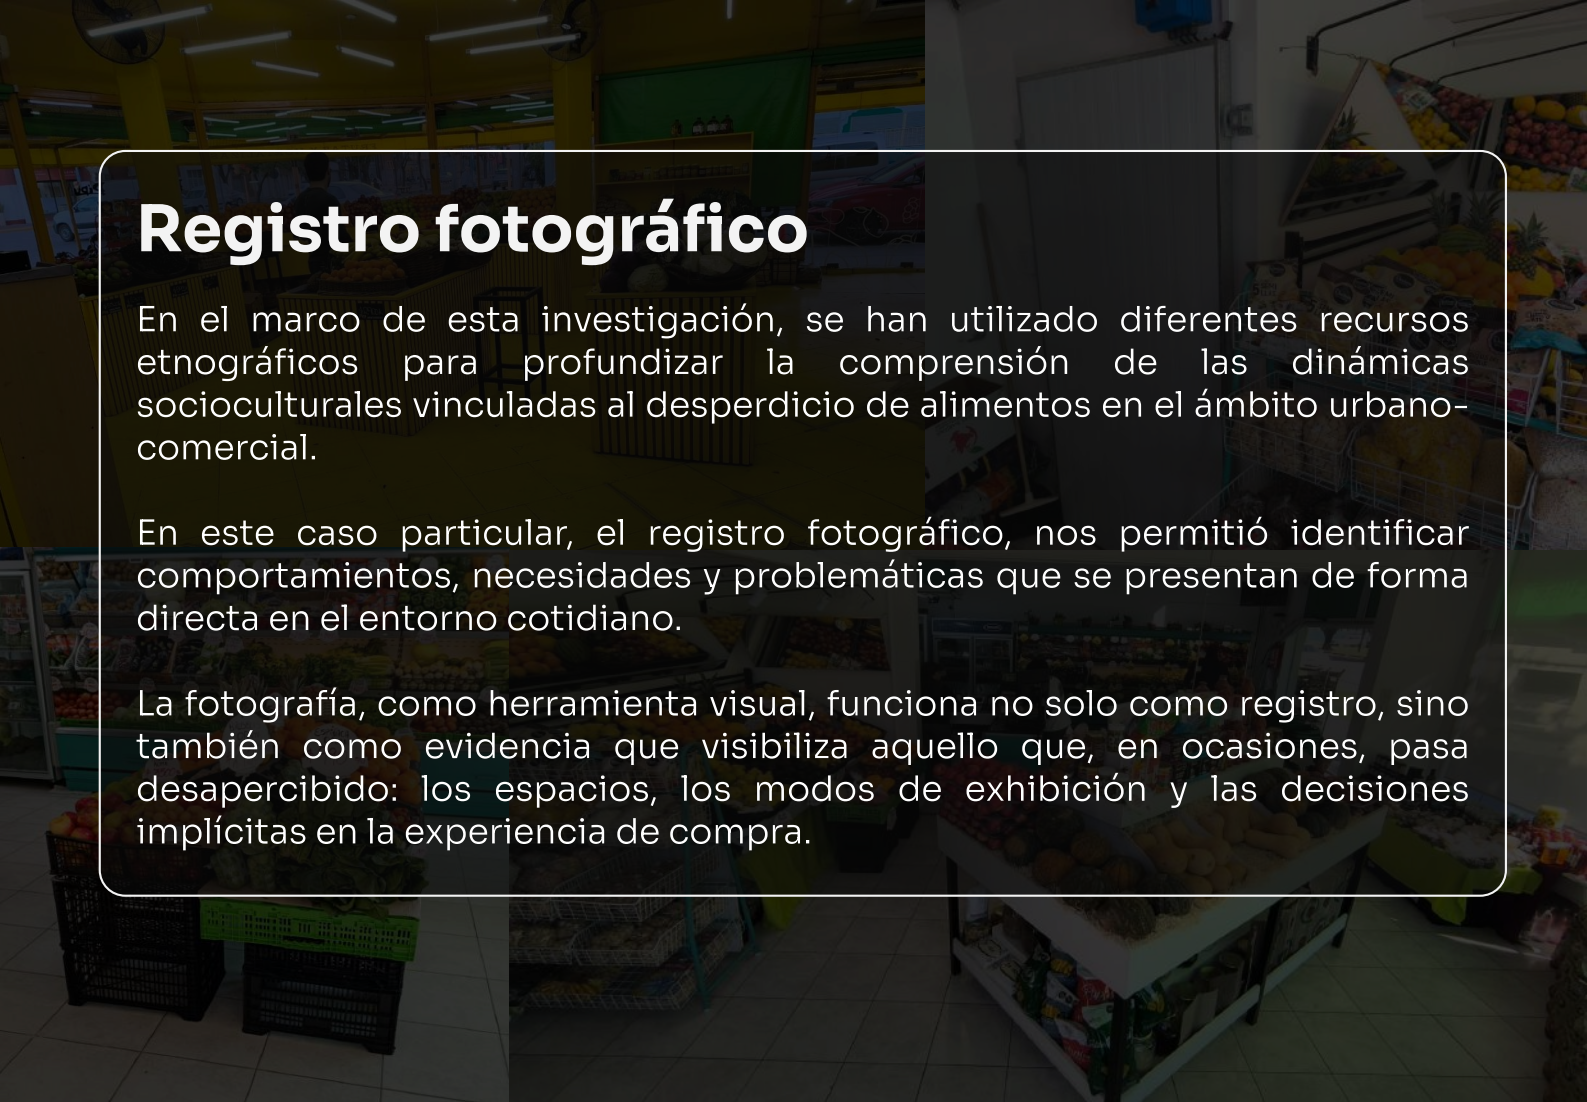 Registro fotográfico
En el marco de esta investigación, se han utilizado diferentes recursos
etnográficos para profundizar la comprensión de las dinámicas
socioculturales vinculadas al desperdicio de alimentos en el ámbito urbano-
comercial.
En este caso particular, el registro fotográfico, nos permitió identificar
comportamientos, necesidades y problemáticas que se presentan de forma
directa en el entorno cotidiano.
La fotografía, como herramienta visual, funciona no solo como registro, sino
también como evidencia que visibiliza aquello que, en ocasiones, pasa
desapercibido: los espacios, los modos de exhibición y las decisiones
implícitas en la experiencia de compra.